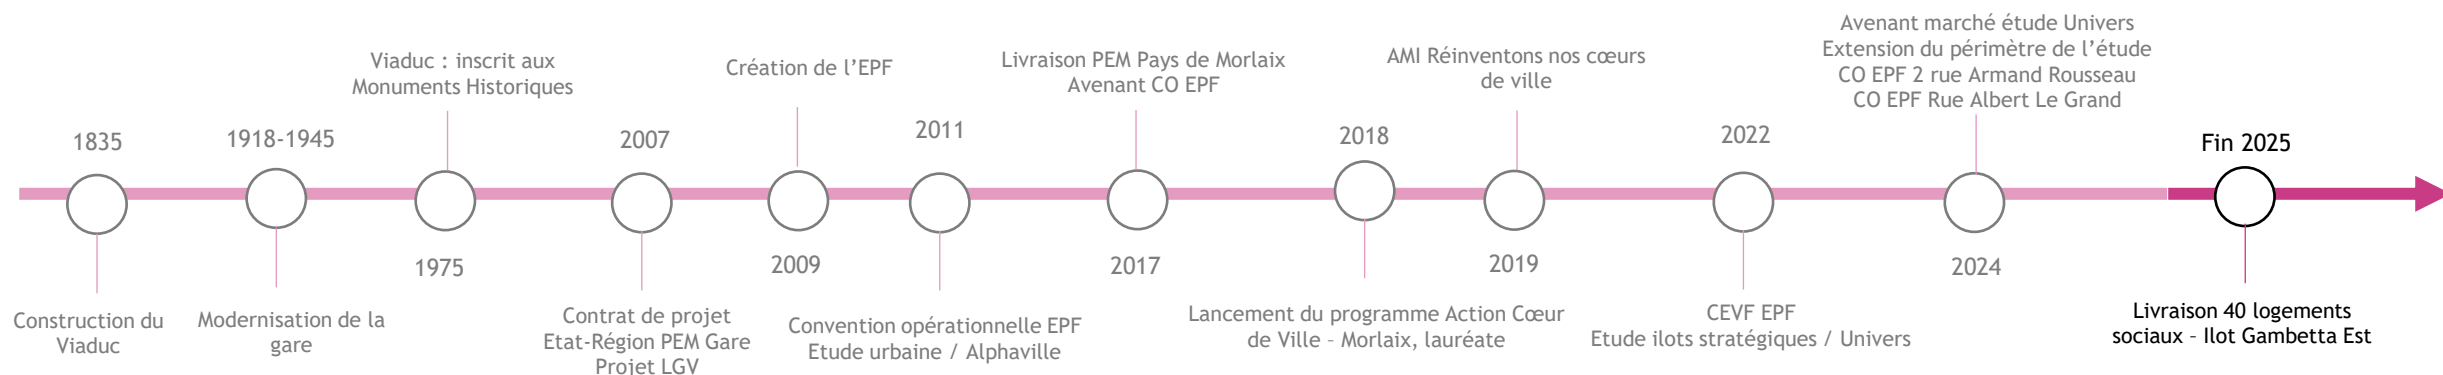 1835
Construction du
Viaduc
1918-1945
Modernisation de la
gare
Viaduc : inscrit aux
Monuments Historiques
1975
2007
Contrat de projet
Etat-Région PEM Gare
Projet LGV
Création de l’EPF
2009
2011
Convention opérationnelle EPF
Etude urbaine / Alphaville
Livraison PEM Pays de Morlaix
Avenant CO EPF
2017
2018
Lancement du programme Action Cœur
de Ville - Morlaix, lauréate
AMI Réinventons nos cœurs
de ville
2019
2022
CEVF EPF
Etude ilots stratégiques / Univers
Avenant marché étude Univers
Extension du périmètre de l’étude
CO EPF 2 rue Armand Rousseau
CO EPF Rue Albert Le Grand
2024
Fin 2025
Livraison 40 logements
sociaux - Ilot Gambetta Est